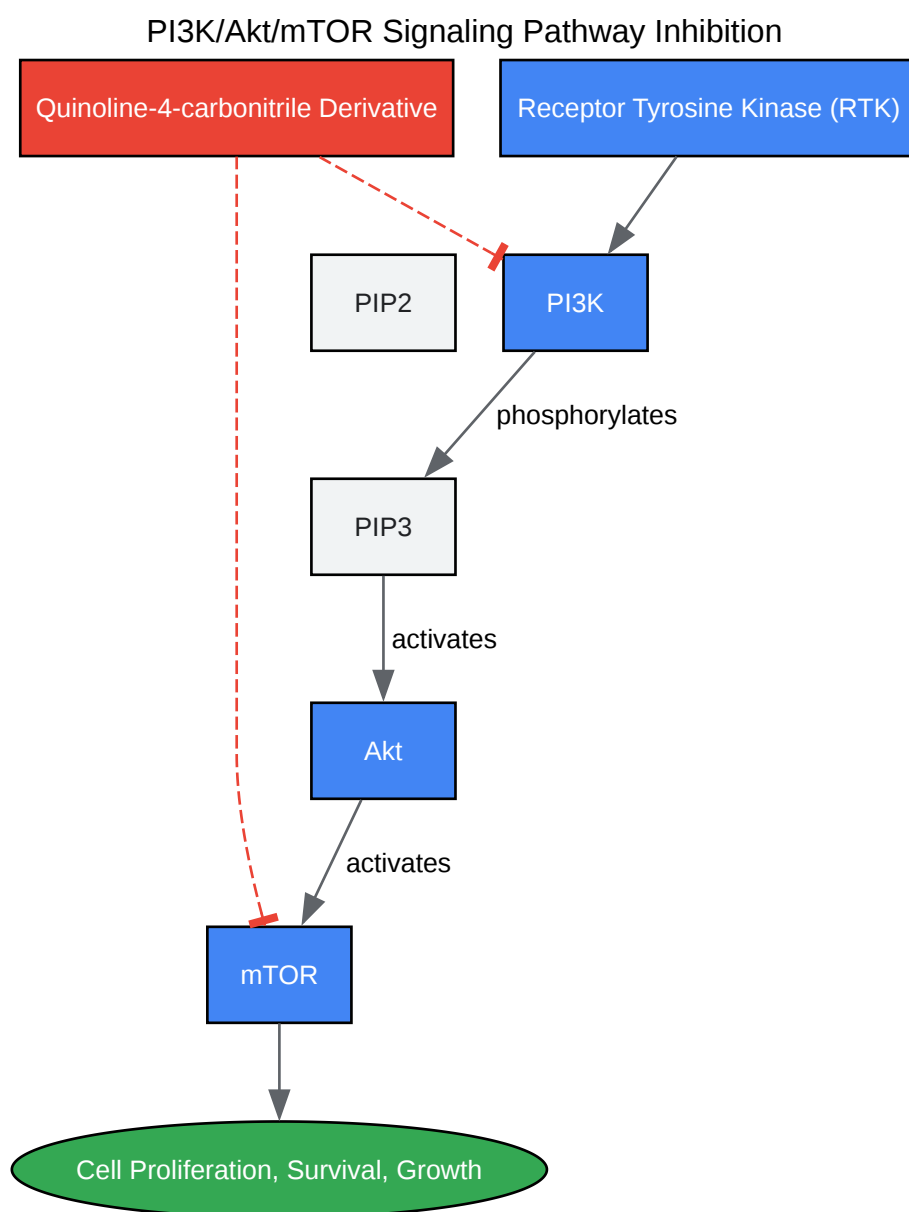 PI3K/Akt/mTOR Signaling Pathway Inhibition
Quinoline-4-carbonitrile Derivative
Receptor Tyrosine Kinase (RTK)
PIP2
PI3K
phosphorylates
PIP3
activates
Akt
activates
mTOR
Cell Proliferation, Survival, Growth